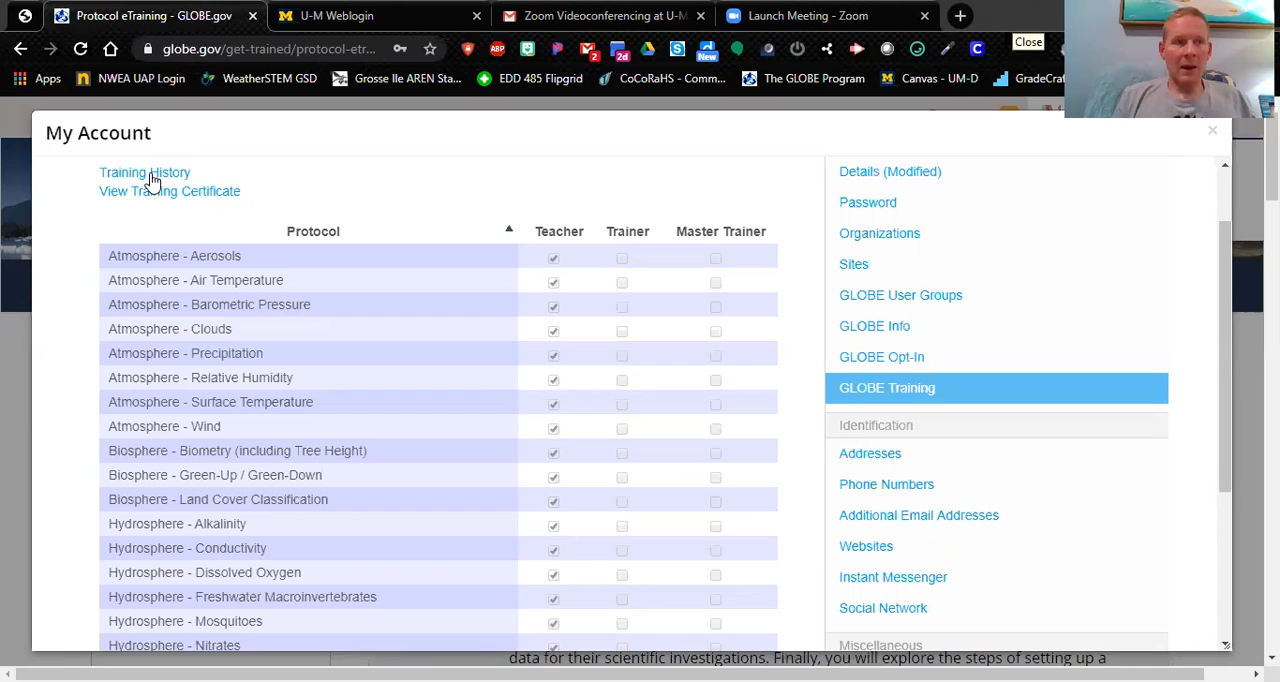 Protocol eTraining - GLOBE.gov
U-M Weblogin
Zoom Videoconferencing at U-M
Launch Meeting - Zoom
globe.gov/get-trained/protocol-etr...
ABP
2
2d
New
Close
Apps
NWEA UAP Login
WeatherSTEM GSD
Grosse Ile AREN Sta...
EDD 485 Flipgrid
CoCoRaHS - Comm...
The GLOBE Program
Canvas - UM-D
GradeCraf
My Account
Training History
View Training Certificate
Protocol Teacher Trainer Master Trainer
Atmosphere - Aerosols
Atmosphere - Air Temperature
Atmosphere - Barometric Pressure
Atmosphere - Clouds
Atmosphere - Precipitation
Atmosphere - Relative Humidity
Atmosphere - Surface Temperature
Atmosphere - Wind
Biosphere - Biometry (including Tree Height)
Biosphere - Green-Up / Green-Down
Biosphere - Land Cover Classification
Hydrosphere - Alkalinity
Hydrosphere - Conductivity
Hydrosphere - Dissolved Oxygen
Hydrosphere - Freshwater Macroinvertebrates
Hydrosphere - Mosquitoes
Hydrosphere - Nitrates
Details (Modified)
Password
Organizations
Sites
GLOBE User Groups
GLOBE Info
GLOBE Opt-In
GLOBE Training
Identification
Addresses
Phone Numbers
Additional Email Addresses
Websites
Instant Messenger
Social Network
Miscellaneous
data for their scientific investigations. Finally, you will explore the steps of setting up a